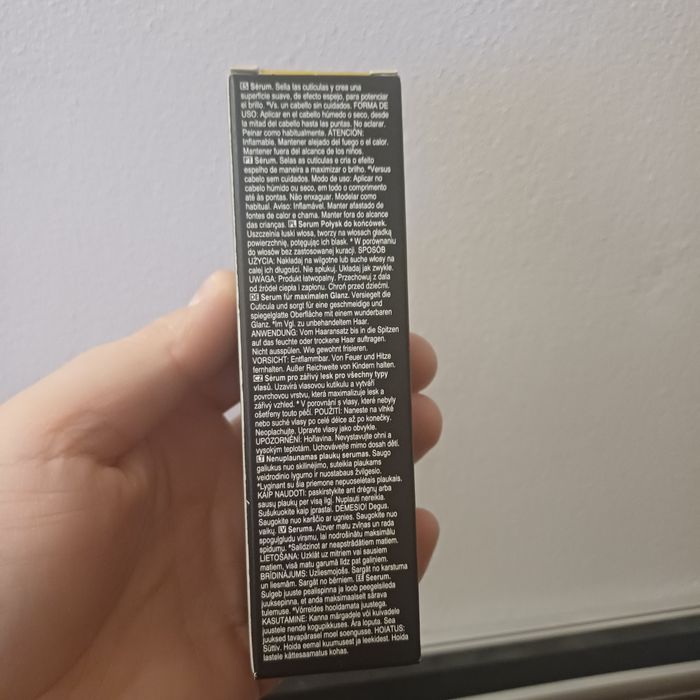 ES Sérum. Sella las cutículas y crea una
superficie suave, de efecto espejo, para potenciar
el brillo. *Vs. un cabello sin cuidados. FORMA DE
USO: Aplicar en el cabello húmedo o seco, desde
la mitad del cabello hasta las puntas. No aclarar.
Peinar como habitualmente. ATENCIÓN:
Inflamable. Mantener alejado del fuego o el calor.
Mantener fuera del alcance de los niños.
PT Sérum. Selas as cutículas e cria o efeito
espelho de maneira a maximizar o brilho. *Versus
cabelo sem cuidados. Modo de uso: Aplicar no
cabelo húmido ou seco, em todo o comprimento
até às pontas. Não enxaguar. Modelar como
habitual. Aviso: Inflamável. Manter afastado de
fontes de calor e chama. Manter fora do alcance
das crianças. PL Serum Połysk do końcówek.
Uszczelnia łuski włosa, tworzy na włosach gładką
powierzchnię, potęgując ich blask. * W porównaniu
do włosów bez zastosowanej kuracji. SPOSÓB
UŻYCIA: Nakładaj na wilgotne lub suche włosy na
całej ich długości. Nie spłukuj. Układaj jak zwykle.
UWAGA: Produkt łatwopalny. Przechowuj z dala
od źródeł ciepła i zapłonu. Chroń przed dziećmi.
DE Serum für maximalen Glanz. Versiegelt die
Cuticula und sorgt für eine geschmeidige und
spiegelglatte Oberfläche mit einem wunderbaren
Glanz. *Im Vgl. zu unbehandeltem Haar.
ANWENDUNG: Vom Haaransatz bis in die Spitzen
auf das feuchte oder trockene Haar auftragen.
Nicht ausspülen. Wie gewohnt frisieren.
VORSICHT: Entflammbar. Von Feuer und Hitze
fernhalten. Außer Reichweite von Kindern halten.
CZ Sérum pro zářivý lesk pro všechny typy
vlasů. Uzavírá vlasovou kutikulu a vytváří
povrchovou vrstvu, která maximalizuje lesk a
zářivý vzhled. * V porovnání s vlasy, které nebyly
ošetřeny touto péčí. POUŽITÍ: Naneste na vlhké
nebo suché vlasy po celé délce až po konečky.
Neoplachujte. Upravte vlasy jako obvykle.
UPOZORNĚNÍ: Hořlavina. Nevystavujte ohni a
vysokým teplotám. Uchovávejte mimo dosah dětí.
LT Nenuplaunamas plaukų serumas. Saugo
galiukus nuo skilinėjimo, suteikia plaukams
veidrodinio lygumo ir nuostabaus žvilgesio.
*Lyginant su šia priemone nepuoselėtais plaukais.
KAIP NAUDOTI: paskirstykite ant drėgnų arba
sausų plaukų per visą ilgį. Nuplauti nereikia.
Sušukuokite kaip įprastai. DĖMESIO! Degus.
Saugokite nuo karščio ar ugnies. Saugokite nuo
vaikų. LV Serums. Aizver matu zvīņas un rada
spoguļgludu virsmu, lai nodrošinātu maksimālu
spīdumu. *Salīdzinot ar neapstrādātiem matiem.
LIETOŠANA: Uzklāt uz mitriem vai sausiem
matiem, visā matu garumā līdz pat galiņiem.
BRĪDINĀJUMS: Uzliesmojošs. Sargāt no karstuma
un liesmām. Sargāt no bērniem. EE Seerum.
Sulgeb juuste pealispinna ja loob peegelsileda
juuksepinna, et anda maksimaalselt särava
tulemuse. *Võrreldes hooldamata juustega.
KASUTAMINE: Kanna märgadele või kuivadele
juustele nende kogupikkuses. Ära loputa. Sea
juuksed tavapärasel moel soengusse. HOIATUS:
Süttiv. Hoida eemal kuumusest ja leekidest. Hoida
lastele kättesaamatus kohas.